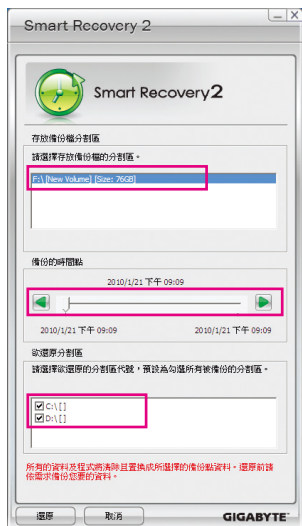 Smart Recovery 2
Smart Recovery2
存放備份檔分割區
請選擇存放備份檔的分割區。
F:\ [New Volume] [Size: 76GB]
備份的時間點
2010/1/21 下午 09:09
2010/1/21 下午 09:09
2010/1/21 下午 09:09
欲還原分割區
請選擇欲還原的分割區代號，預設為勾選所有被備份的分割區。
C:\ [ ]
D:\ [ ]
所有的資料及程式將清除且置換成所選擇的備份點資料。還原前請
依需求備份您要的資料。
還原
取消
GIGABYTE™